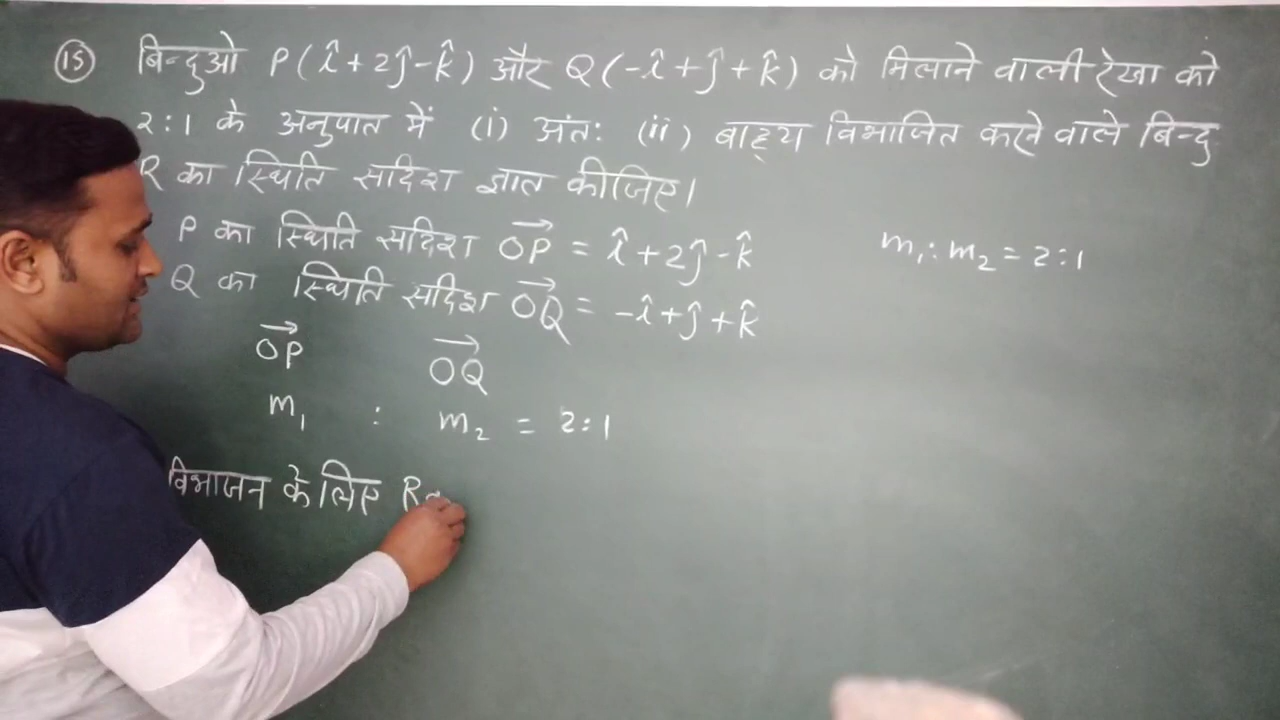 (15) बिन्दुओ P(î+2ĵ-k̂) और Q(-î+ĵ+k̂) को मिलाने वाली रेखा को
2:1 के अनुपात में (i) अंतः (ii) बाह्य विभाजित करने वाले बिन्दु
R का स्थिति सदिश ज्ञात कीजिए।
P का स्थिति सदिश OP⃗ = î+2ĵ-k̂
m₁:m₂ = 2:1
Q का स्थिति सदिश OQ⃗ = -î+ĵ+k̂
OP⃗ OQ⃗
m₁ : m₂ = 2:1
विभाजन के लिए R